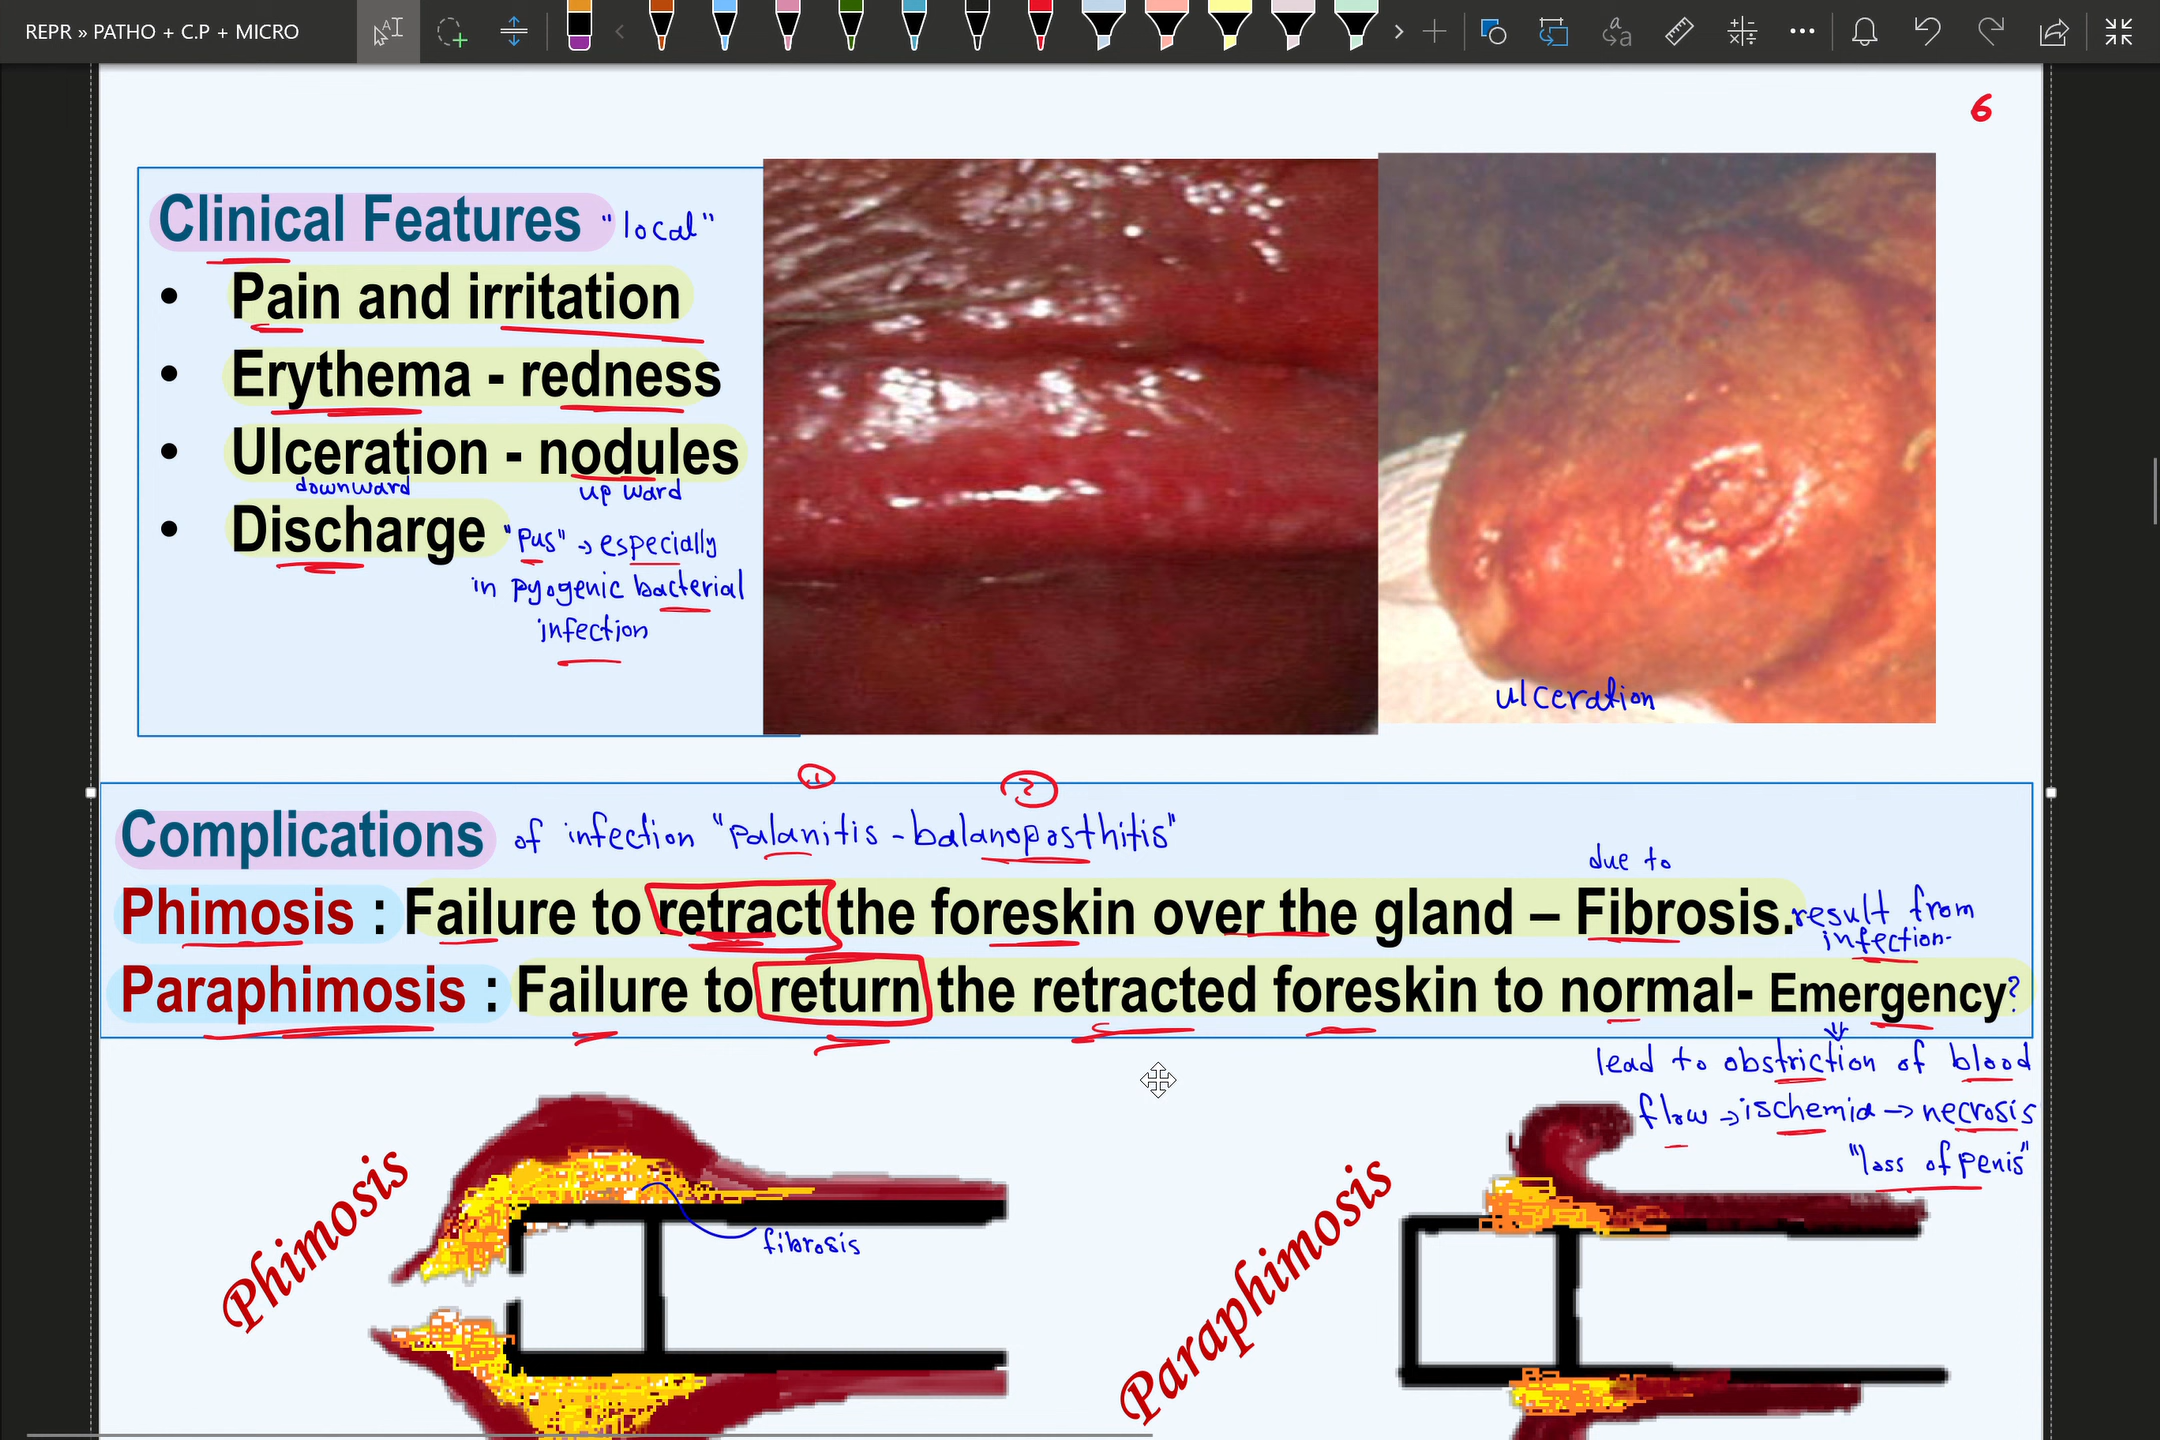 REPR » PATHO + C.P + MICRO
6
Clinical Features "local"
• Pain and irritation
• Erythema - redness
• Ulceration - nodules
downward up ward
• Discharge "Pus" → especially
in pyogenic bacterial
infection
ulceration
1 2
Complications of infection "palanitis - balanoposthitis"
due to
Phimosis : Failure to retract the foreskin over the gland – Fibrosis. result from
infection.
Paraphimosis : Failure to return the retracted foreskin to normal- Emergency?
lead to obstriction of blood
flow → ischemia → necrosis
"loss of penis"
Phimosis
fibrosis
Paraphimosis